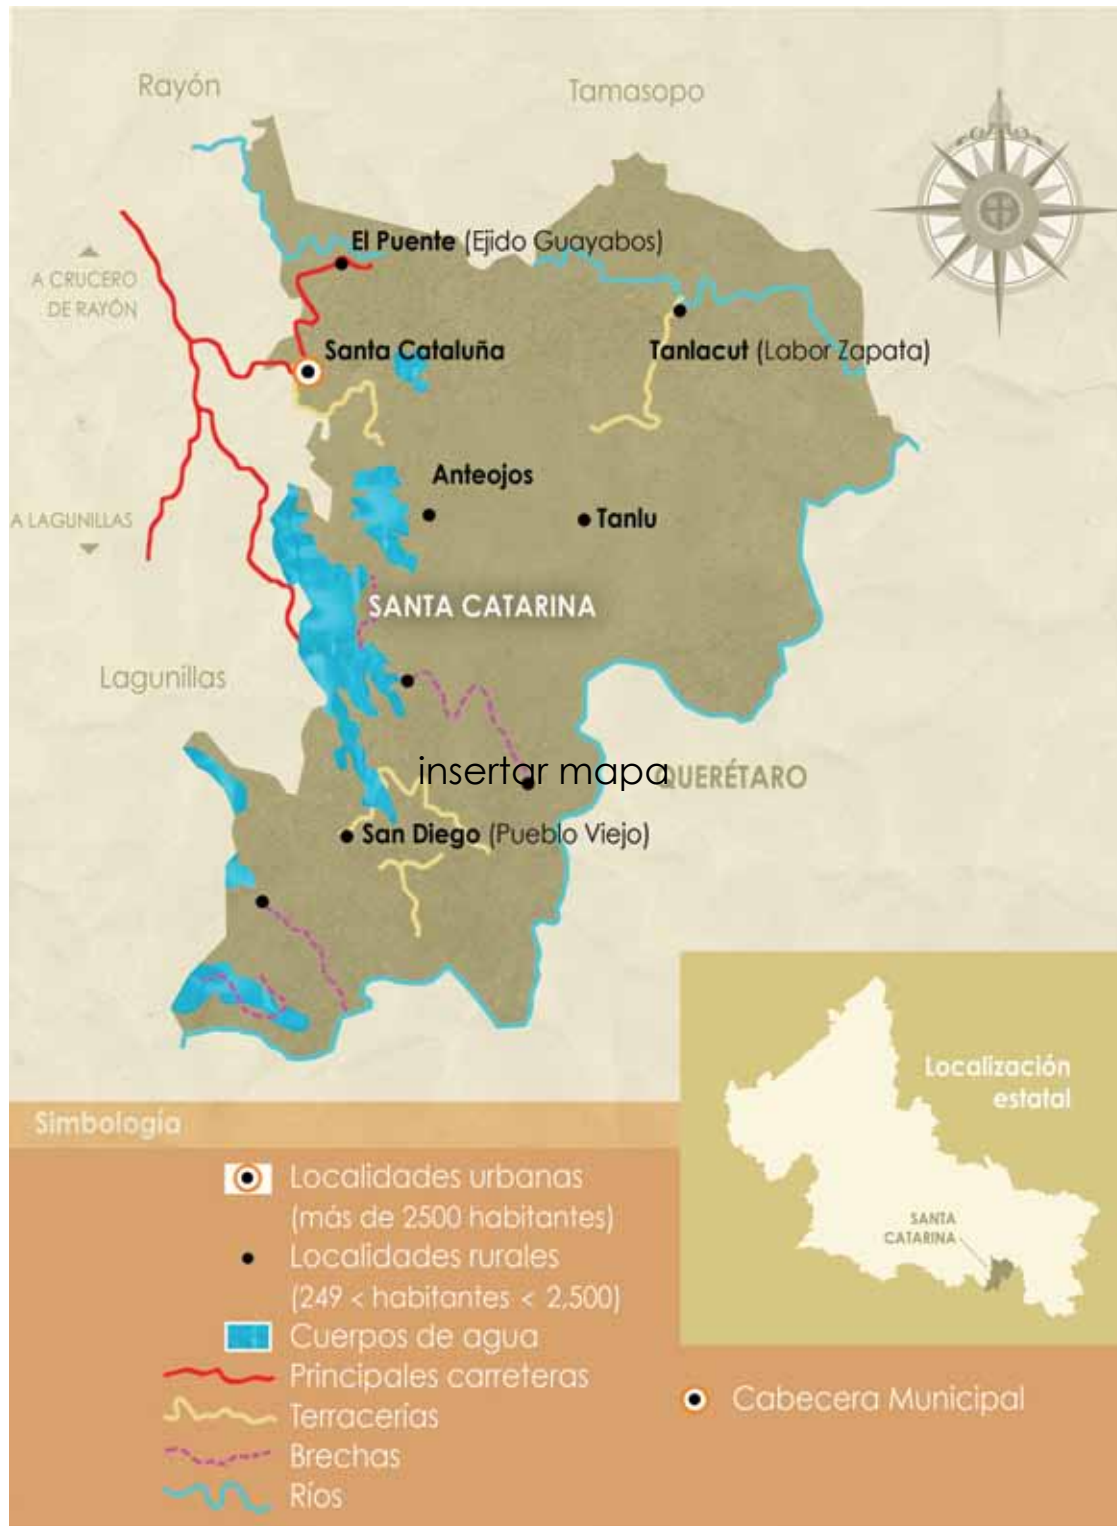 Rayón
Tamasopo
El Puente (Ejido Guayabos)
A CRUCERO
DE RAYÓN
Santa Cataluña
Tanlacut (Labor Zapata)
Anteojos
A LAGUNILLAS
Tanlu
SANTA CATARINA
Lagunillas
insertar mapa
QUERÉTARO
San Diego (Pueblo Viejo)
Localización
estatal
SANTA
CATARINA
Simbología
Localidades urbanas
(más de 2500 habitantes)
Localidades rurales
(249 < habitantes < 2,500)
Cuerpos de agua
Principales carreteras
Terracerías
Brechas
Ríos
Cabecera Municipal